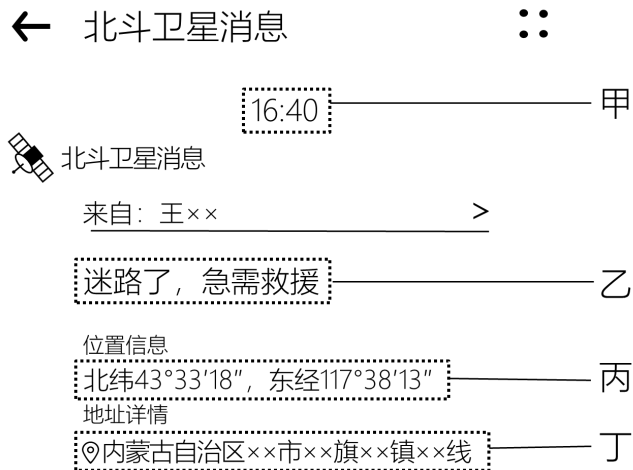 北斗卫星消息
16:40
甲
北斗卫星消息
来自：王×× >
迷路了，急需救援
乙
位置信息
北纬43°33′18″，东经117°38′13″
丙
地址详情
内蒙古自治区××市××旗××镇××线
丁